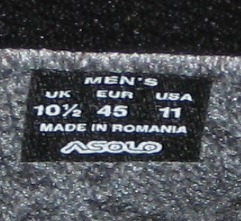 MEN'S
UK EUR USA
10½ 45 11
MADE IN ROMANIA
ASOLO